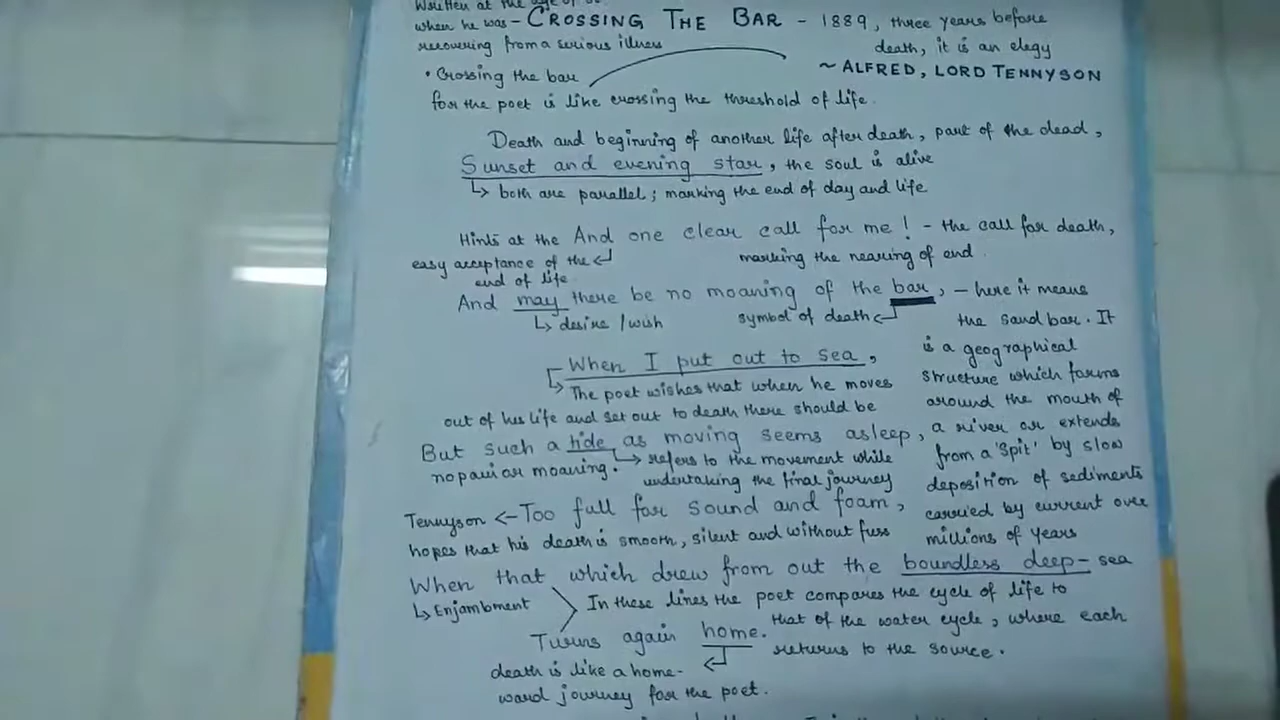 Written at the age of
when he was - CROSSING THE BAR - 1889, three years before
recovering from a serious illness death, it is an elegy
• Crossing the bar ~ ALFRED, LORD TENNYSON
for the poet is like crossing the threshold of life.
Death and beginning of another life after death, part of the dead,
Sunset and evening star, the soul is alive
↳ both are parallel; marking the end of day and life
Hints at the And one clear call for me! - the call for death,
easy acceptance of the ↲ marking the nearing of end
end of life
And may there be no moaning of the bar, - here it means
↳ desire / wish symbol of death ↲ the sand bar. It
When I put out to sea, is a geographical
↳ The poet wishes that when he moves structure which forms
out of his life and set out to death there should be around the mouth of
But such a tide as moving seems asleep, a river or extends
no pain or moaning. ↳ refers to the movement while from a 'spit' by slow
undertaking the final journey deposition of sediments
Tennyson ← Too full for sound and foam, carried by current over
hopes that his death is smooth, silent and without fuss millions of years
When that which drew from out the boundless deep - sea
↳ Enjambment In these lines the poet compares the cycle of life to
Turns again home. that of the water cycle, where each
death is like a home- ↲ returns to the source.
ward journey for the poet.